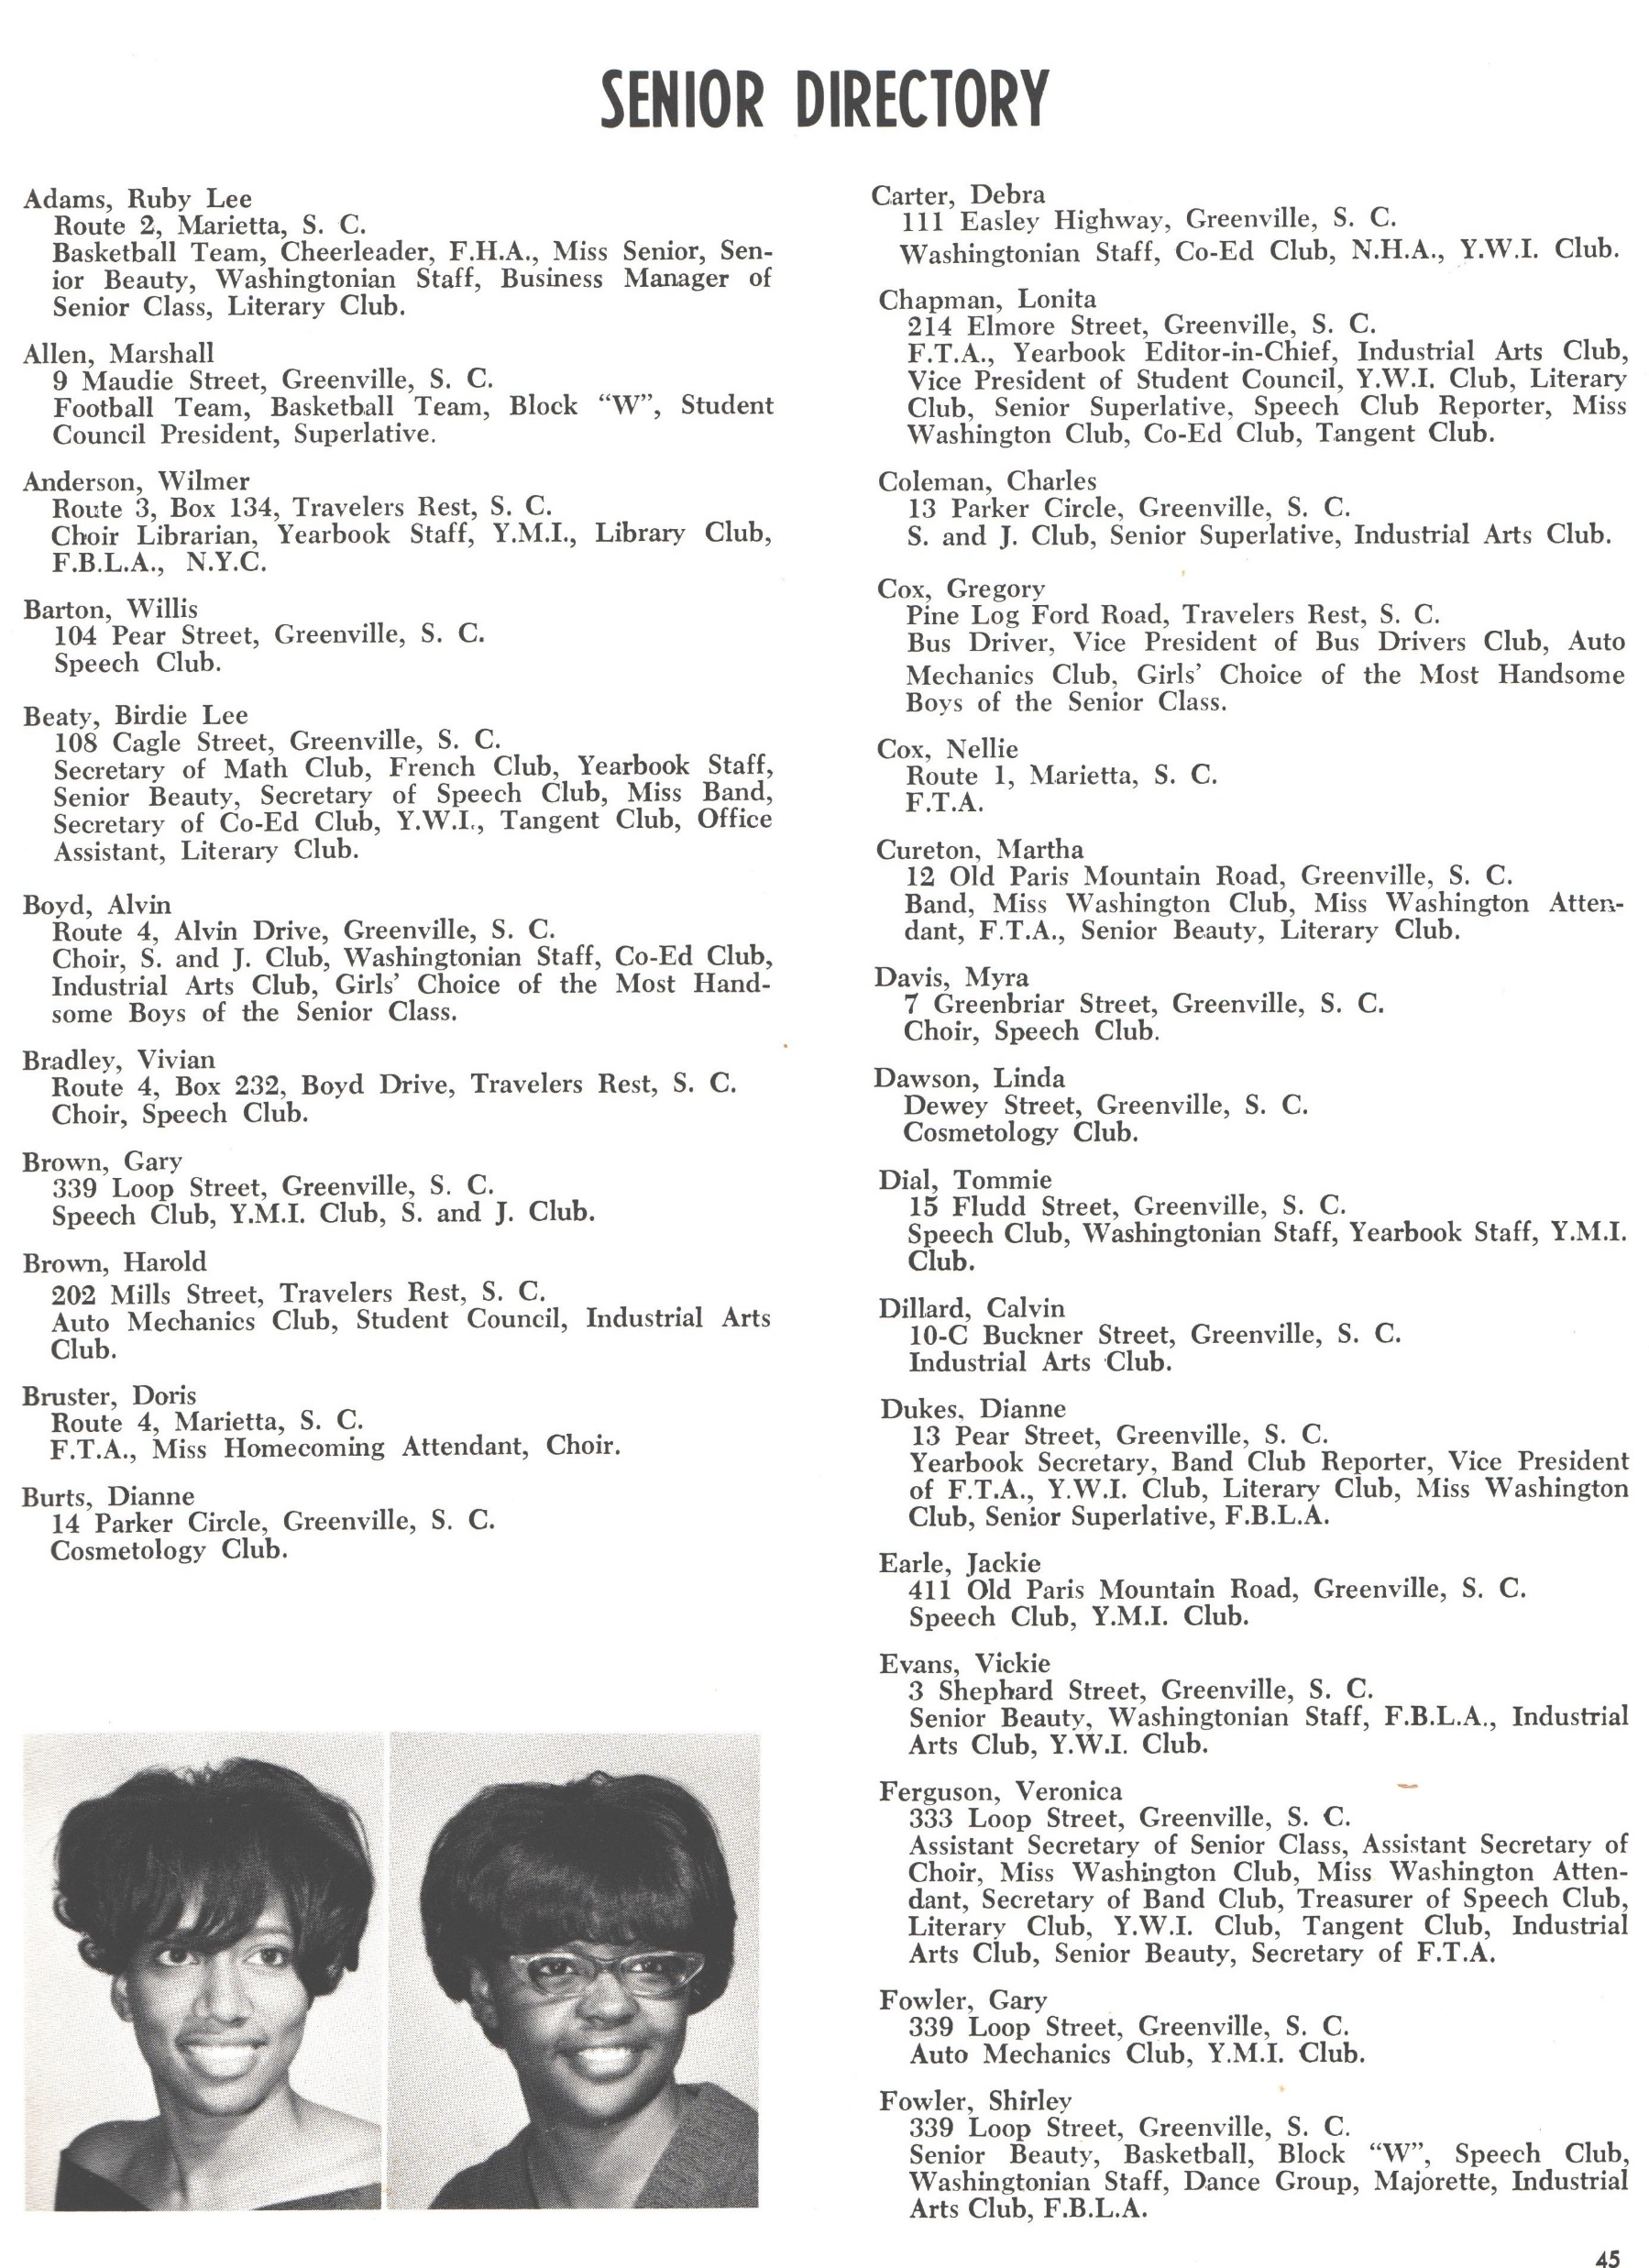 SENIOR DIRECTORY
Adams, Ruby Lee
Route 2, Marietta, S. C.
Basketball Team, Cheerleader, F.H.A., Miss Senior, Sen-
ior Beauty, Washingtonian Staff, Business Manager of
Senior Class, Literary Club.
Allen, Marshall
9 Maudie Street, Greenville, S. C.
Football Team, Basketball Team, Block “W”, Student
Council President, Superlative.
Anderson, Wilmer
Route 3, Box 134, Travelers Rest, S. C.
Choir Librarian, Yearbook Staff, Y.M.I., Library Club,
F.B.L.A., N.Y.C.
Barton, Willis
104 Pear Street, Greenville, S. C.
Speech Club.
Beaty, Birdie Lee
108 Cagle Street, Greenville, S. C.
Secretary of Math Club, French Club, Yearbook Staff,
Senior Beauty, Secretary of Speech Club, Miss Band,
Secretary of Co-Ed Club, Y.W.I., Tangent Club, Office
Assistant, Literary Club.
Boyd, Alvin
Route 4, Alvin Drive, Greenville, S. C.
Choir, S. and J. Club, Washingtonian Staff, Co-Ed Club,
Industrial Arts Club, Girls’ Choice of the Most Hand-
some Boys of the Senior Class.
Bradley, Vivian
Route 4, Box 232, Boyd Drive, Travelers Rest, S. C.
Choir, Speech Club.
Brown, Gary
339 Loop Street, Greenville, S. C.
Speech Club, Y.M.I. Club, S. and J. Club.
Brown, Harold
202 Mills Street, Travelers Rest, S. C.
Auto Mechanics Club, Student Council, Industrial Arts
Club.
Bruster, Doris
Route 4, Marietta, S. C.
F.T.A., Miss Homecoming Attendant, Choir.
Burts, Dianne
14 Parker Circle, Greenville, S. C.
Cosmetology Club.
Carter, Debra
111 Easley Highway, Greenville, S. C.
Washingtonian Staff, Co-Ed Club, N.H.A., Y.W.I. Club.
Chapman, Lonita
214 Elmore Street, Greenville, S. C.
F.T.A., Yearbook Editor-in-Chief, Industrial Arts Club,
Vice President of Student Council, Y.W.I. Club, Literary
Club, Senior Superlative, Speech Club Reporter, Miss
Washington Club, Co-Ed Club, Tangent Club.
Coleman, Charles
13 Parker Circle, Greenville, S. C.
S. and J. Club, Senior Superlative, Industrial Arts Club.
Cox, Gregory
Pine Log Ford Road, Travelers Rest, S. C.
Bus Driver, Vice President of Bus Drivers Club, Auto
Mechanics Club, Girls’ Choice of the Most Handsome
Boys of the Senior Class.
Cox, Nellie
Route 1, Marietta, S. C.
F.T.A.
Cureton, Martha
12 Old Paris Mountain Road, Greenville, S. C.
Band, Miss Washington Club, Miss Washington Atten-
dant, F.T.A., Senior Beauty, Literary Club.
Davis, Myra
7 Greenbriar Street, Greenville, S. C.
Choir, Speech Club.
Dawson, Linda
Dewey Street, Greenville, S. C.
Cosmetology Club.
Dial, Tommie
15 Fludd Street, Greenville, S. C.
Speech Club, Washingtonian Staff, Yearbook Staff, Y.M.I.
Club.
Dillard, Calvin
10-C Buckner Street, Greenville, S. C.
Industrial Arts Club.
Dukes, Dianne
13 Pear Street, Greenville, S. C.
Yearbook Secretary, Band Club Reporter, Vice President
of F.T.A., Y.W.I. Club, Literary Club, Miss Washington
Club, Senior Superlative, F.B.L.A.
Earle, Jackie
411 Old Paris Mountain Road, Greenville, S. C.
Speech Club, Y.M.I. Club.
Evans, Vickie
3 Shephard Street, Greenville, S. C.
Senior Beauty, Washingtonian Staff, F.B.L.A., Industrial
Arts Club, Y.W.I. Club.
Ferguson, Veronica
333 Loop Street, Greenville, S. C.
Assistant Secretary of Senior Class, Assistant Secretary of
Choir, Miss Washington Club, Miss Washington Atten-
dant, Secretary of Band Club, Treasurer of Speech Club,
Literary Club, Y.W.I. Club, Tangent Club, Industrial
Arts Club, Senior Beauty, Secretary of F.T.A.
Fowler, Gary
339 Loop Street, Greenville, S. C.
Auto Mechanics Club, Y.M.I. Club.
Fowler, Shirley
339 Loop Street, Greenville, S. C.
Senior Beauty, Basketball, Block “W”, Speech Club,
Washingtonian Staff, Dance Group, Majorette, Industrial
Arts Club, F.B.L.A.
45